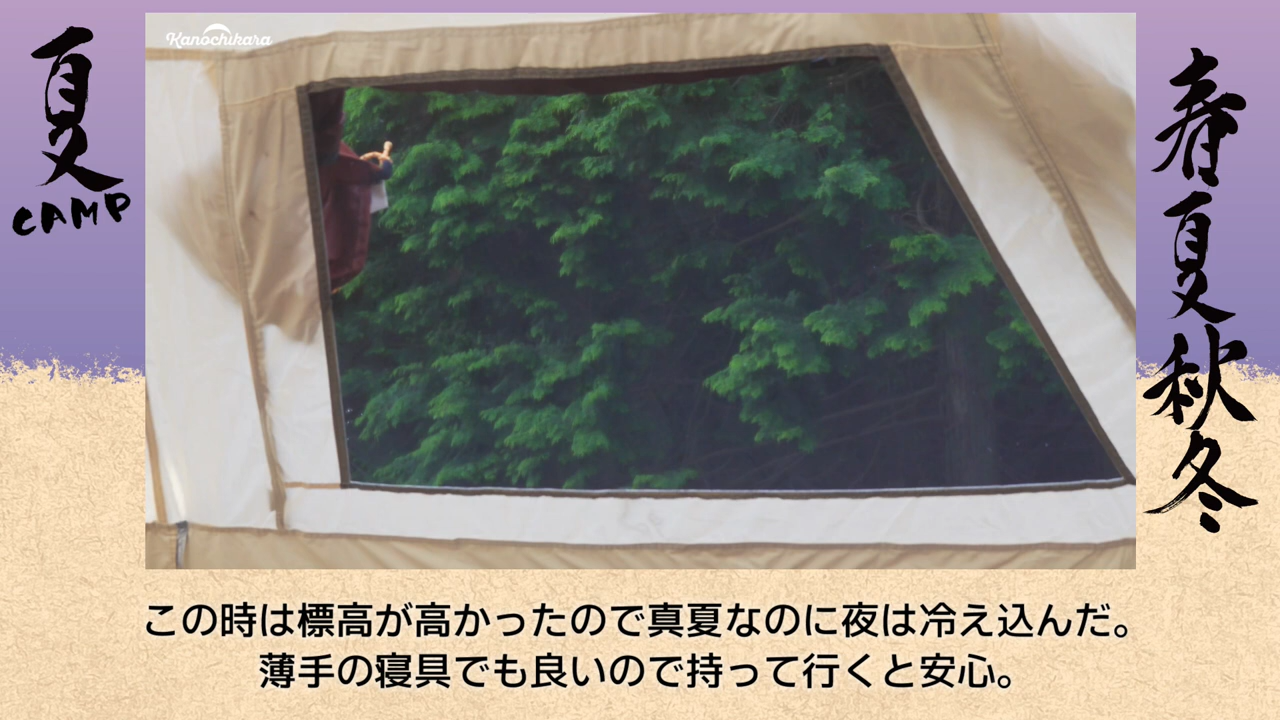 夏
CAMP
Kanochikara
春夏秋冬
この時は標高が高かったので真夏なのに夜は冷え込んだ。
薄手の寝具でも良いので持って行くと安心。